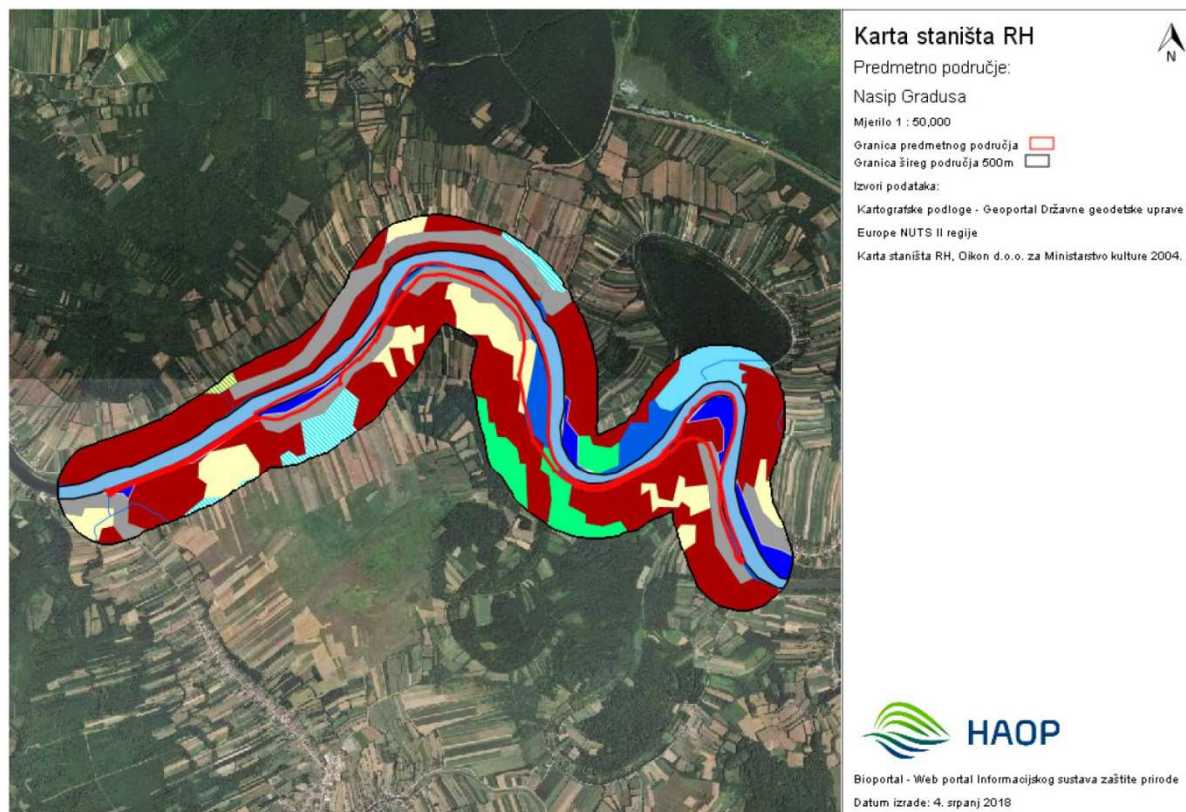 Karta staništa RH
N
Predmetno područje:
Nasip Gradusa
Mjerilo 1 : 50,000
Granica predmetnog područja
Granica šireg područja 500m
Izvori podataka:
Kartografske podloge - Geoportal Državne geodetske uprave
Europe NUTS II regije
Karta staništa RH, Oikon d.o.o. za Ministarstvo kulture 2004.
HAOP
Bioportal - Web portal Informacijskog sustava zaštite prirode
Datum izrade: 4. srpanj 2018